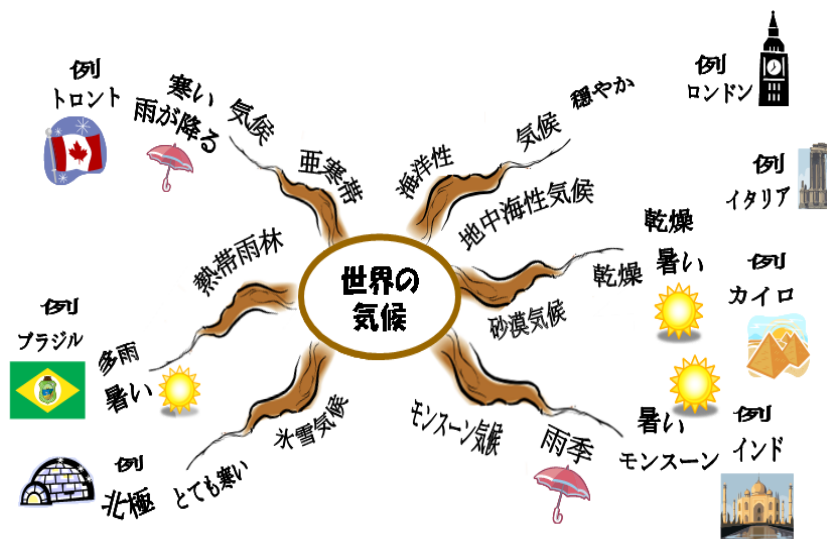 世界の
気候
海洋性
気候
穏やか
例
ロンドン
地中海性気候
例
イタリア
乾燥
暑い
乾燥
砂漠気候
例
カイロ
モンスーン気候
雨季
暑い
モンスーン
例
インド
氷雪気候
とても寒い
例
北極
熱帯雨林
多雨
暑い
例
ブラジル
亜寒帯
気候
寒い
雨が降る
例
トロント